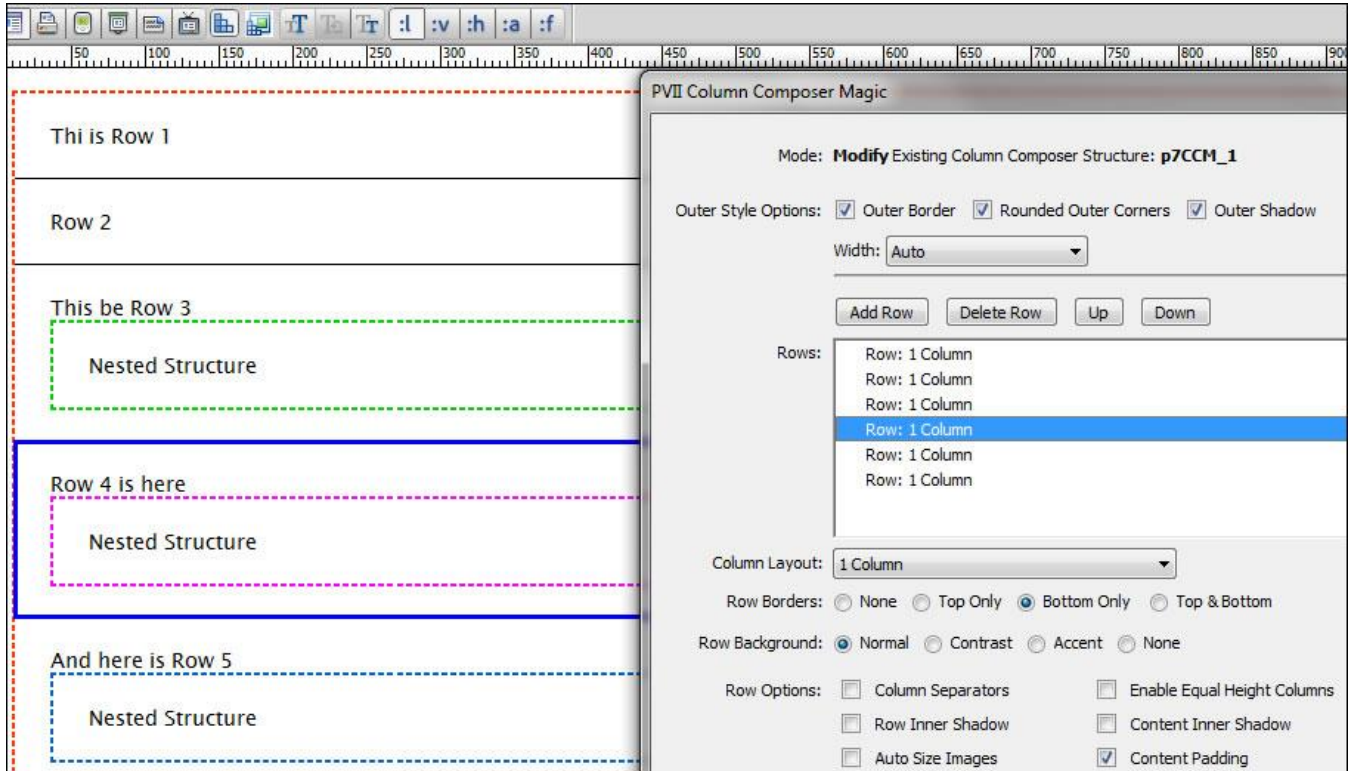 :l :v :h :a :f
50 100 150 200 250 300 350 400 450 500 550 600 650 700 750 800 850 900
Thi is Row 1
Row 2
This be Row 3
Nested Structure
Row 4 is here
Nested Structure
And here is Row 5
Nested Structure
PVII Column Composer Magic
Mode: Modify Existing Column Composer Structure: p7CCM_1
Outer Style Options: Outer Border Rounded Outer Corners Outer Shadow
Width: Auto
Add Row Delete Row Up Down
Rows: Row: 1 Column
Row: 1 Column
Row: 1 Column
Row: 1 Column
Row: 1 Column
Row: 1 Column
Column Layout: 1 Column
Row Borders: None Top Only Bottom Only Top & Bottom
Row Background: Normal Contrast Accent None
Row Options: Column Separators Enable Equal Height Columns
Row Inner Shadow Content Inner Shadow
Auto Size Images Content Padding